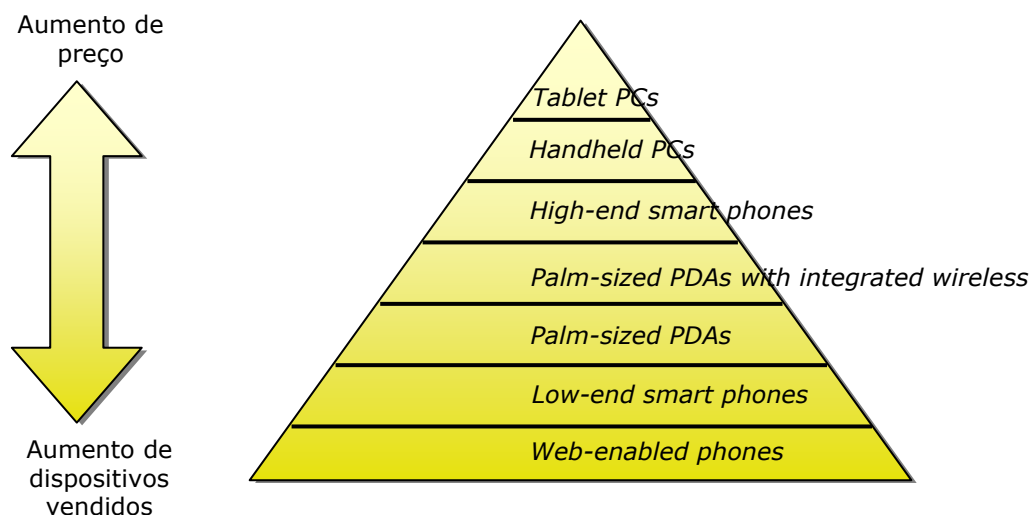 Aumento de
preço
Tablet PCs
Handheld PCs
High-end smart phones
Palm-sized PDAs with integrated wireless
Palm-sized PDAs
Low-end smart phones
Web-enabled phones
Aumento de
dispositivos
vendidos